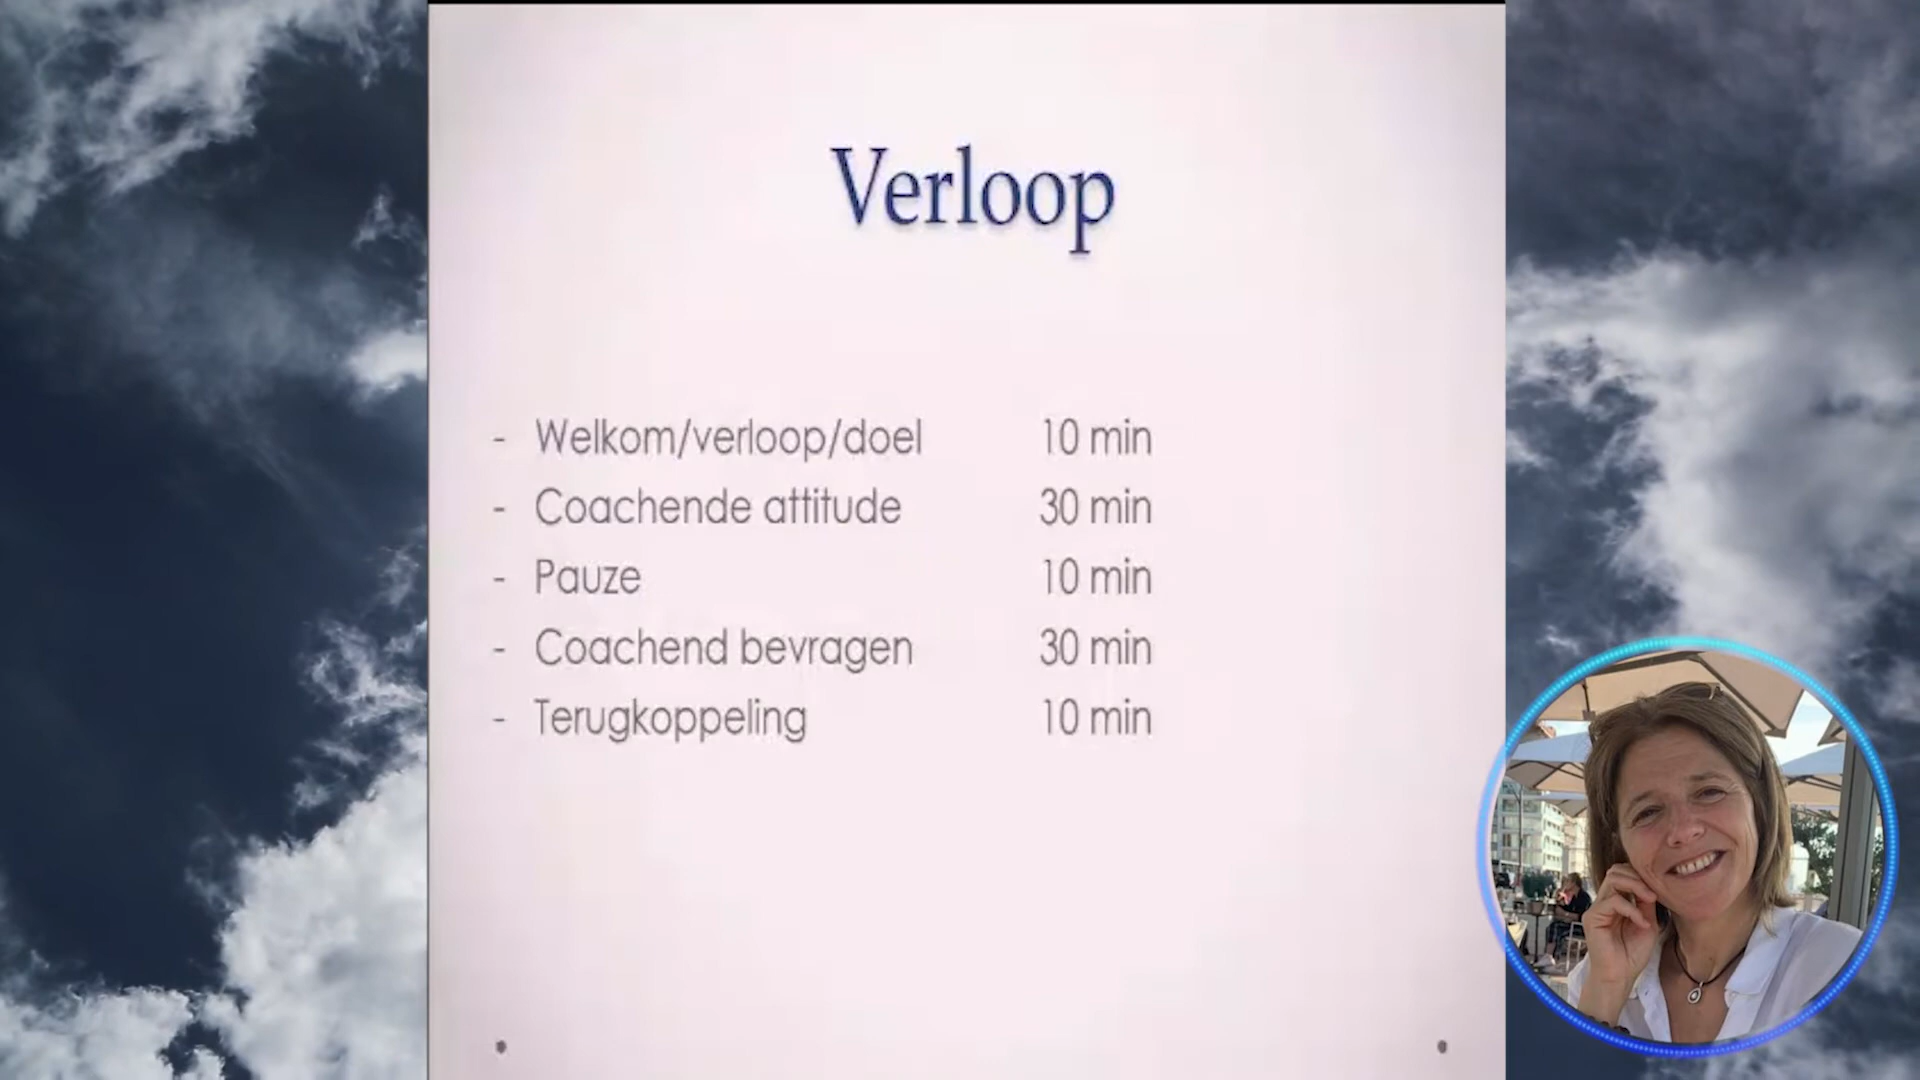 Verloop
- Welkom/verloop/doel 10 min
- Coachende attitude 30 min
- Pauze 10 min
- Coachend bevragen 30 min
- Terugkoppeling 10 min